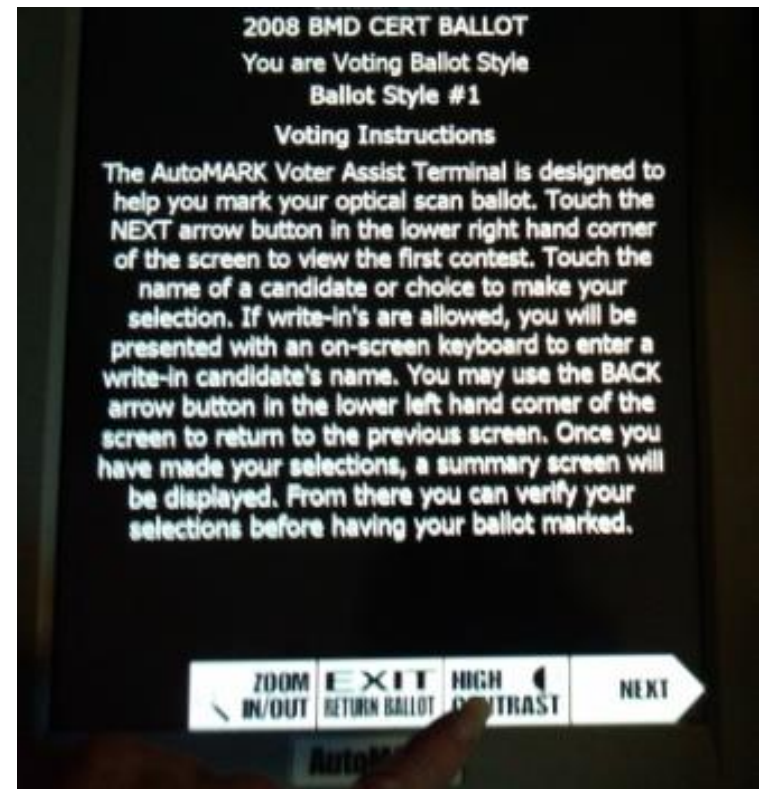 2008 BMD CERT BALLOT
You are Voting Ballot Style
Ballot Style #1
Voting Instructions
The AutoMARK Voter Assist Terminal is designed to
help you mark your optical scan ballot. Touch the
NEXT arrow button in the lower right hand corner
of the screen to view the first contest. Touch the
name of a candidate or choice to make your
selection. If write-in's are allowed, you will be
presented with an on-screen keyboard to enter a
write-in candidate's name. You may use the BACK
arrow button in the lower left hand corner of the
screen to return to the previous screen. Once you
have made your selections, a summary screen will
be displayed. From there you can verify your
selections before having your ballot marked.
ZOOM
IN/OUT
EXIT
RETURN BALLOT
HIGH
CONTRAST
NEXT